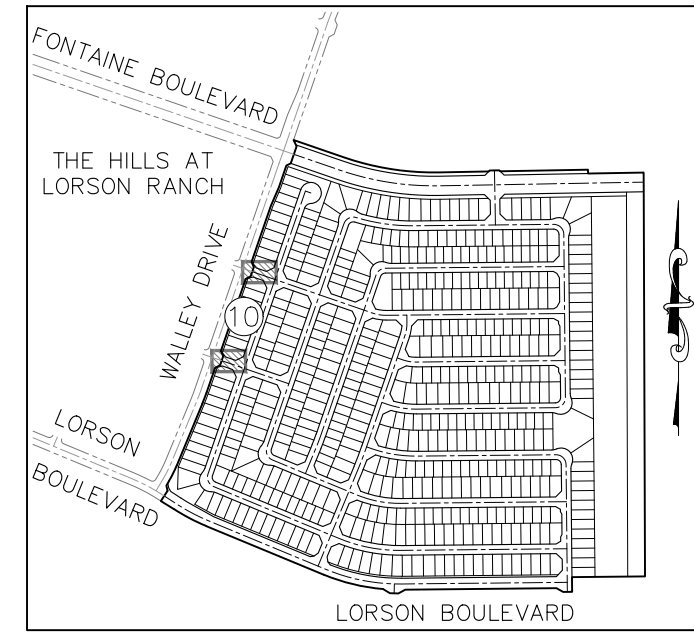 FONTAINE BOULEVARD
THE HILLS AT
LORSON RANCH
WALLEY DRIVE
10
LORSON
BOULEVARD
LORSON BOULEVARD